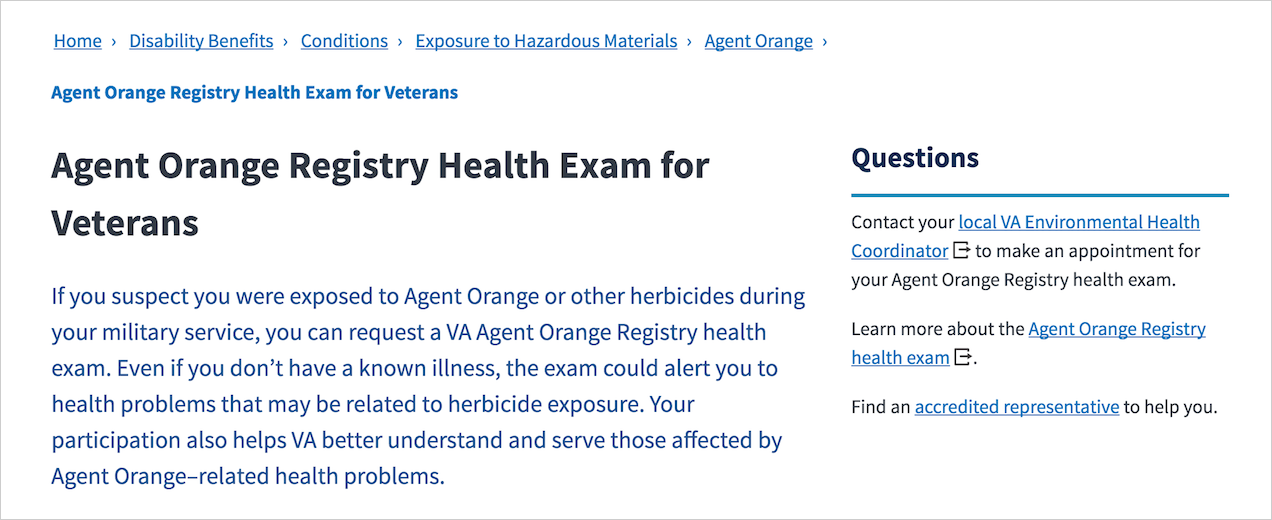 Home › Disability Benefits › Conditions › Exposure to Hazardous Materials › Agent Orange ›
Agent Orange Registry Health Exam for Veterans
Agent Orange Registry Health Exam for
Veterans
If you suspect you were exposed to Agent Orange or other herbicides during
your military service, you can request a VA Agent Orange Registry health
exam. Even if you don’t have a known illness, the exam could alert you to
health problems that may be related to herbicide exposure. Your
participation also helps VA better understand and serve those affected by
Agent Orange–related health problems.
Questions
Contact your local VA Environmental Health
Coordinator to make an appointment for
your Agent Orange Registry health exam.
Learn more about the Agent Orange Registry
health exam .
Find an accredited representative to help you.